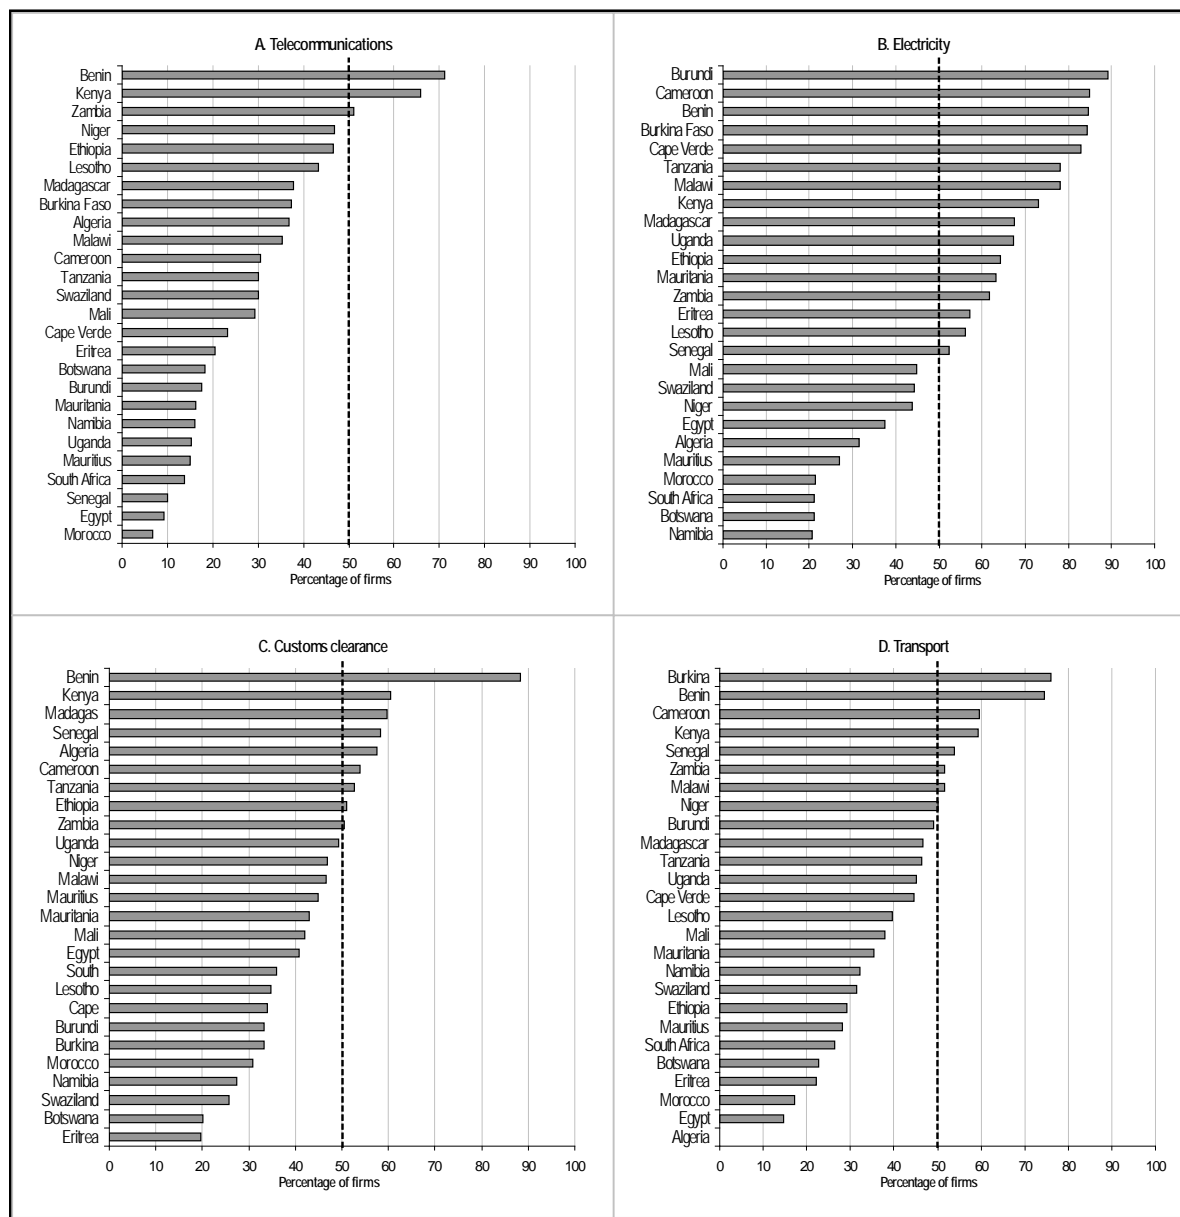 A. Telecommunications
Benin
Kenya
Zambia
Niger
Ethiopia
Lesotho
Madagascar
Burkina Faso
Algeria
Malawi
Cameroon
Tanzania
Swaziland
Mali
Cape Verde
Eritrea
Botswana
Burundi
Mauritania
Namibia
Uganda
Mauritius
South Africa
Senegal
Egypt
Morocco
0 10 20 30 40 50 60 70 80 90 100
Percentage of firms
B. Electricity
Burundi
Cameroon
Benin
Burkina Faso
Cape Verde
Tanzania
Malawi
Kenya
Madagascar
Uganda
Ethiopia
Mauritania
Zambia
Eritrea
Lesotho
Senegal
Mali
Swaziland
Niger
Egypt
Algeria
Mauritius
Morocco
South Africa
Botswana
Namibia
0 10 20 30 40 50 60 70 80 90 100
Percentage of firms
C. Customs clearance
Benin
Kenya
Madagas
Senegal
Algeria
Cameroon
Tanzania
Ethiopia
Zambia
Uganda
Niger
Malawi
Mauritius
Mauritania
Mali
Egypt
South
Lesotho
Cape
Burundi
Burkina
Morocco
Namibia
Swaziland
Botswana
Eritrea
0 10 20 30 40 50 60 70 80 90 100
Percentage of firms
D. Transport
Burkina
Benin
Cameroon
Kenya
Senegal
Zambia
Malawi
Niger
Burundi
Madagascar
Tanzania
Uganda
Cape Verde
Lesotho
Mali
Mauritania
Namibia
Swaziland
Ethiopia
Mauritius
South Africa
Botswana
Eritrea
Morocco
Egypt
Algeria
0 10 20 30 40 50 60 70 80 90 100
Percentage of firms